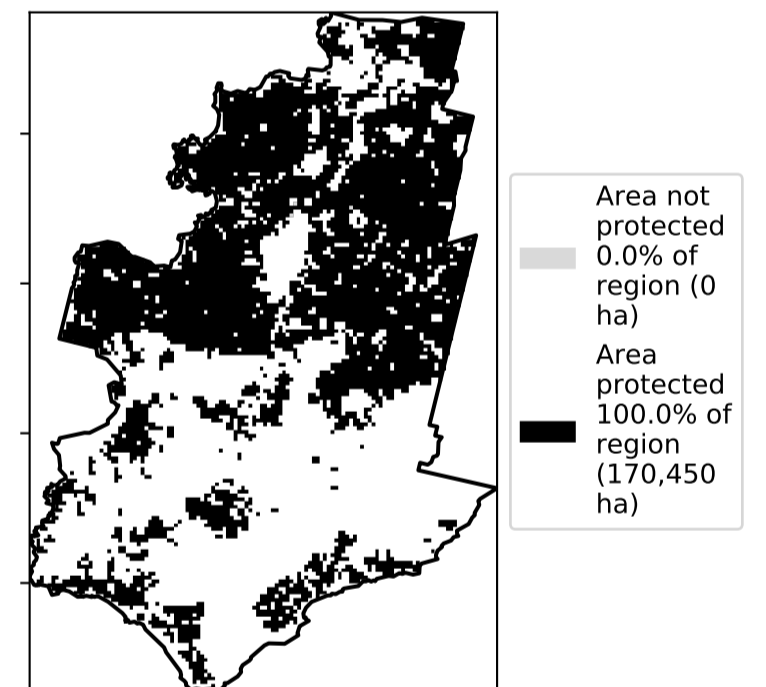 Area not
protected
0.0% of
region (0
ha)
Area
protected
100.0% of
region
(170,450
ha)